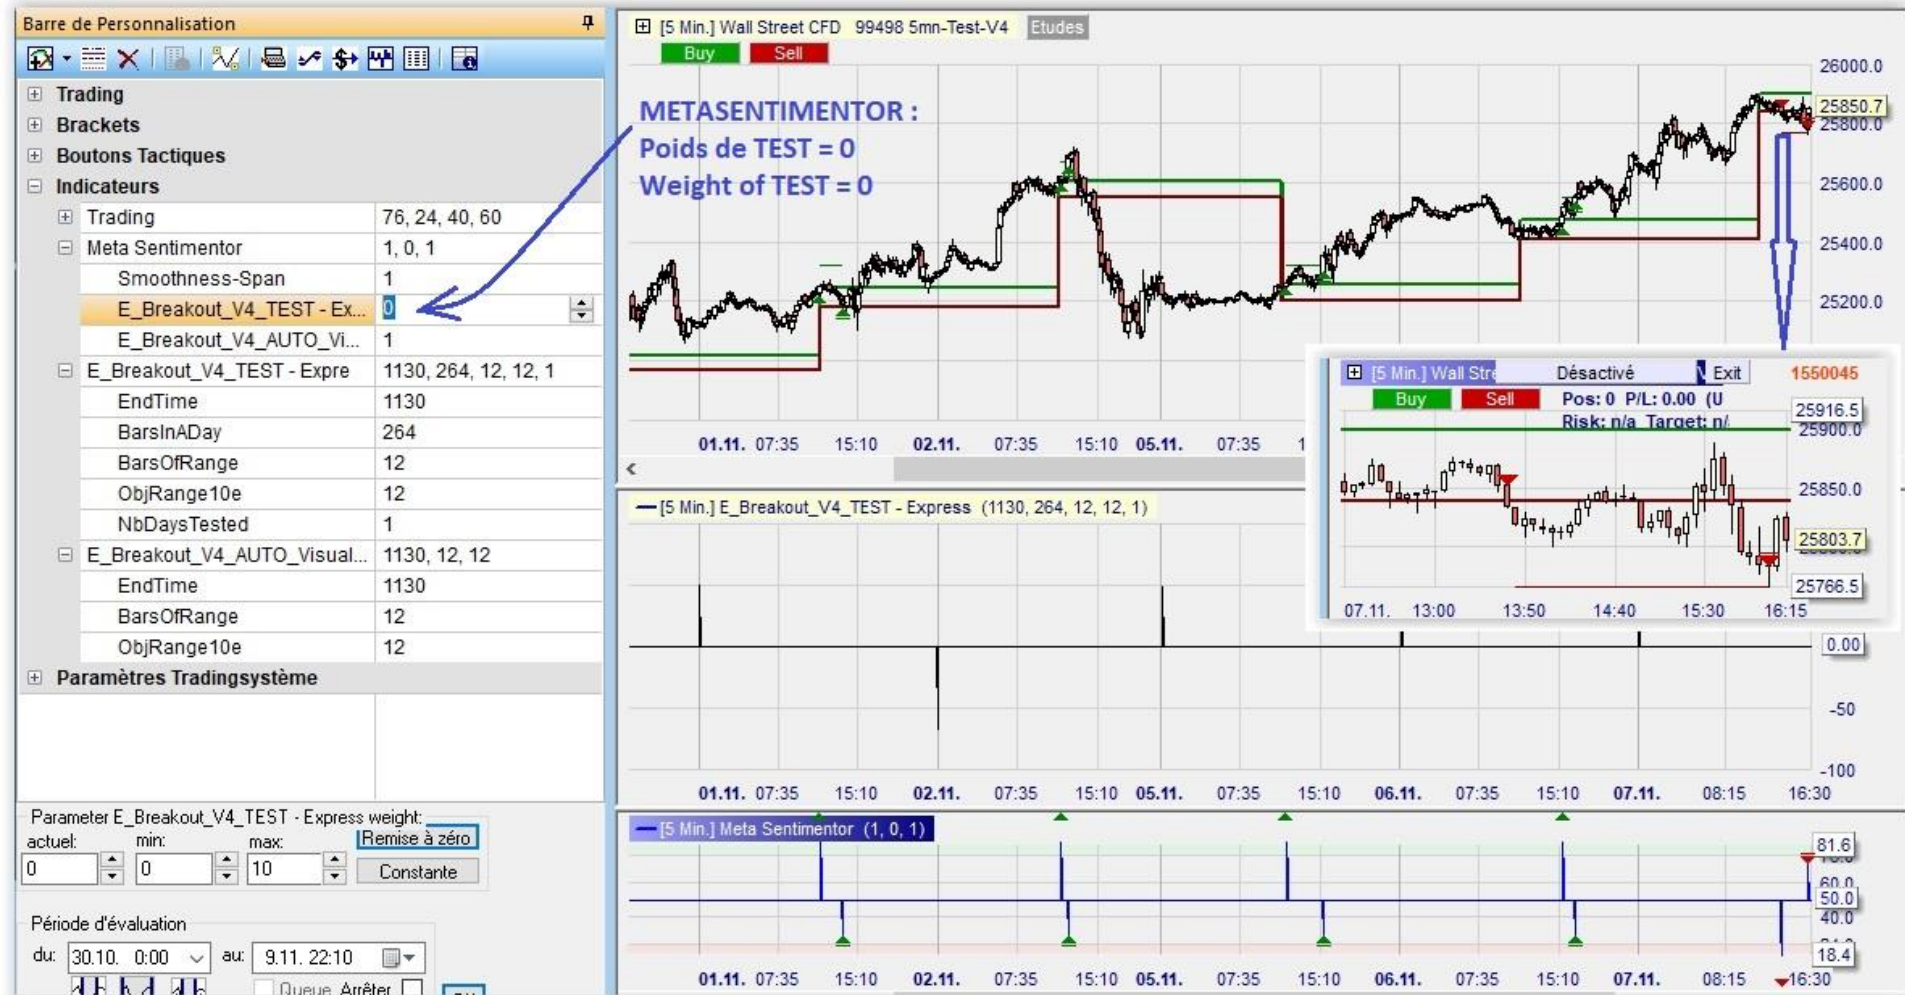 Barre de Personnalisation
Trading
Brackets
Boutons Tactiques
Indicateurs
Trading 76, 24, 40, 60
Meta Sentimentor 1, 0, 1
Smoothness-Span 1
E_Breakout_V4_TEST - Ex... 0
E_Breakout_V4_AUTO_Vi... 1
E_Breakout_V4_TEST - Expre 1130, 264, 12, 12, 1
EndTime 1130
BarsInADay 264
BarsOfRange 12
ObjRange10e 12
NbDaysTested 1
E_Breakout_V4_AUTO_Visual... 1130, 12, 12
EndTime 1130
BarsOfRange 12
ObjRange10e 12
Paramètres Tradingsystème
Parameter E_Breakout_V4_TEST - Express weight:
actuel: min: max: Remise à zéro
0 0 10 Constante
Période d'évaluation
du: 30.10. 0:00 au: 9.11. 22:10
Queue Arrêter
[5 Min.] Wall Street CFD 99498 5mn-Test-V4 Etudes
Buy Sell
METASENTIMENTOR :
Poids de TEST = 0
Weight of TEST = 0
26000.0
25850.7
25800.0
25600.0
25400.0
25200.0
01.11. 07:35 15:10 02.11. 07:35 15:10 05.11. 07:35
[5 Min.] Wall Stre Désactivé Exit 1550045
Buy Sell Pos: 0 P/L: 0.00 (U
Risk: n/a Target: n/
25916.5
25900.0
25850.0
25803.7
25766.5
07.11. 13:00 13:50 14:40 15:30 16:15
[5 Min.] E_Breakout_V4_TEST - Express (1130, 264, 12, 12, 1)
0.00
-50
-100
01.11. 07:35 15:10 02.11. 07:35 15:10 05.11. 07:35 15:10 06.11. 07:35 15:10 07.11. 08:15 16:30
[5 Min.] Meta Sentimentor (1, 0, 1)
81.6
60.0
50.0
40.0
18.4
01.11. 07:35 15:10 02.11. 07:35 15:10 05.11. 07:35 15:10 06.11. 07:35 15:10 07.11. 08:15 16:30